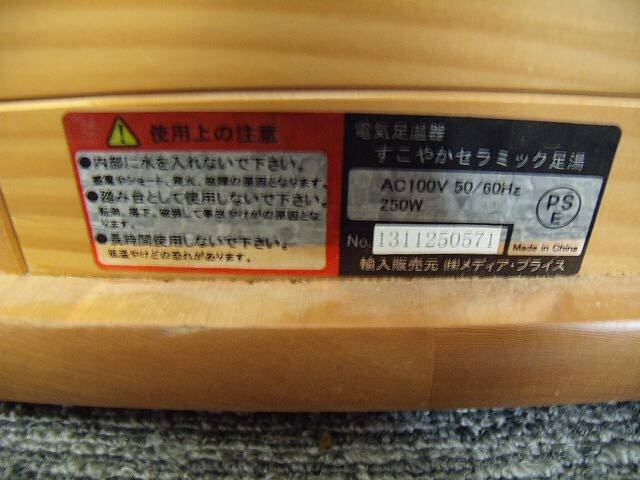 使用上の注意
●内部に水を入れないで下さい。
感電やショート、発火、故障の原因となります。
●踏み台として使用しないで下さい。
転倒、落下、破損して事故やけがの原因とな
ります。
●長時間使用しないで下さい。
低温やけどの恐れがあります。
電気足温器
すこやかセラミック足湯
AC100V 50/60Hz
250W
PS
E
No. 1311250571
Made in China
輸入販売元 ㈱メディア・プライス